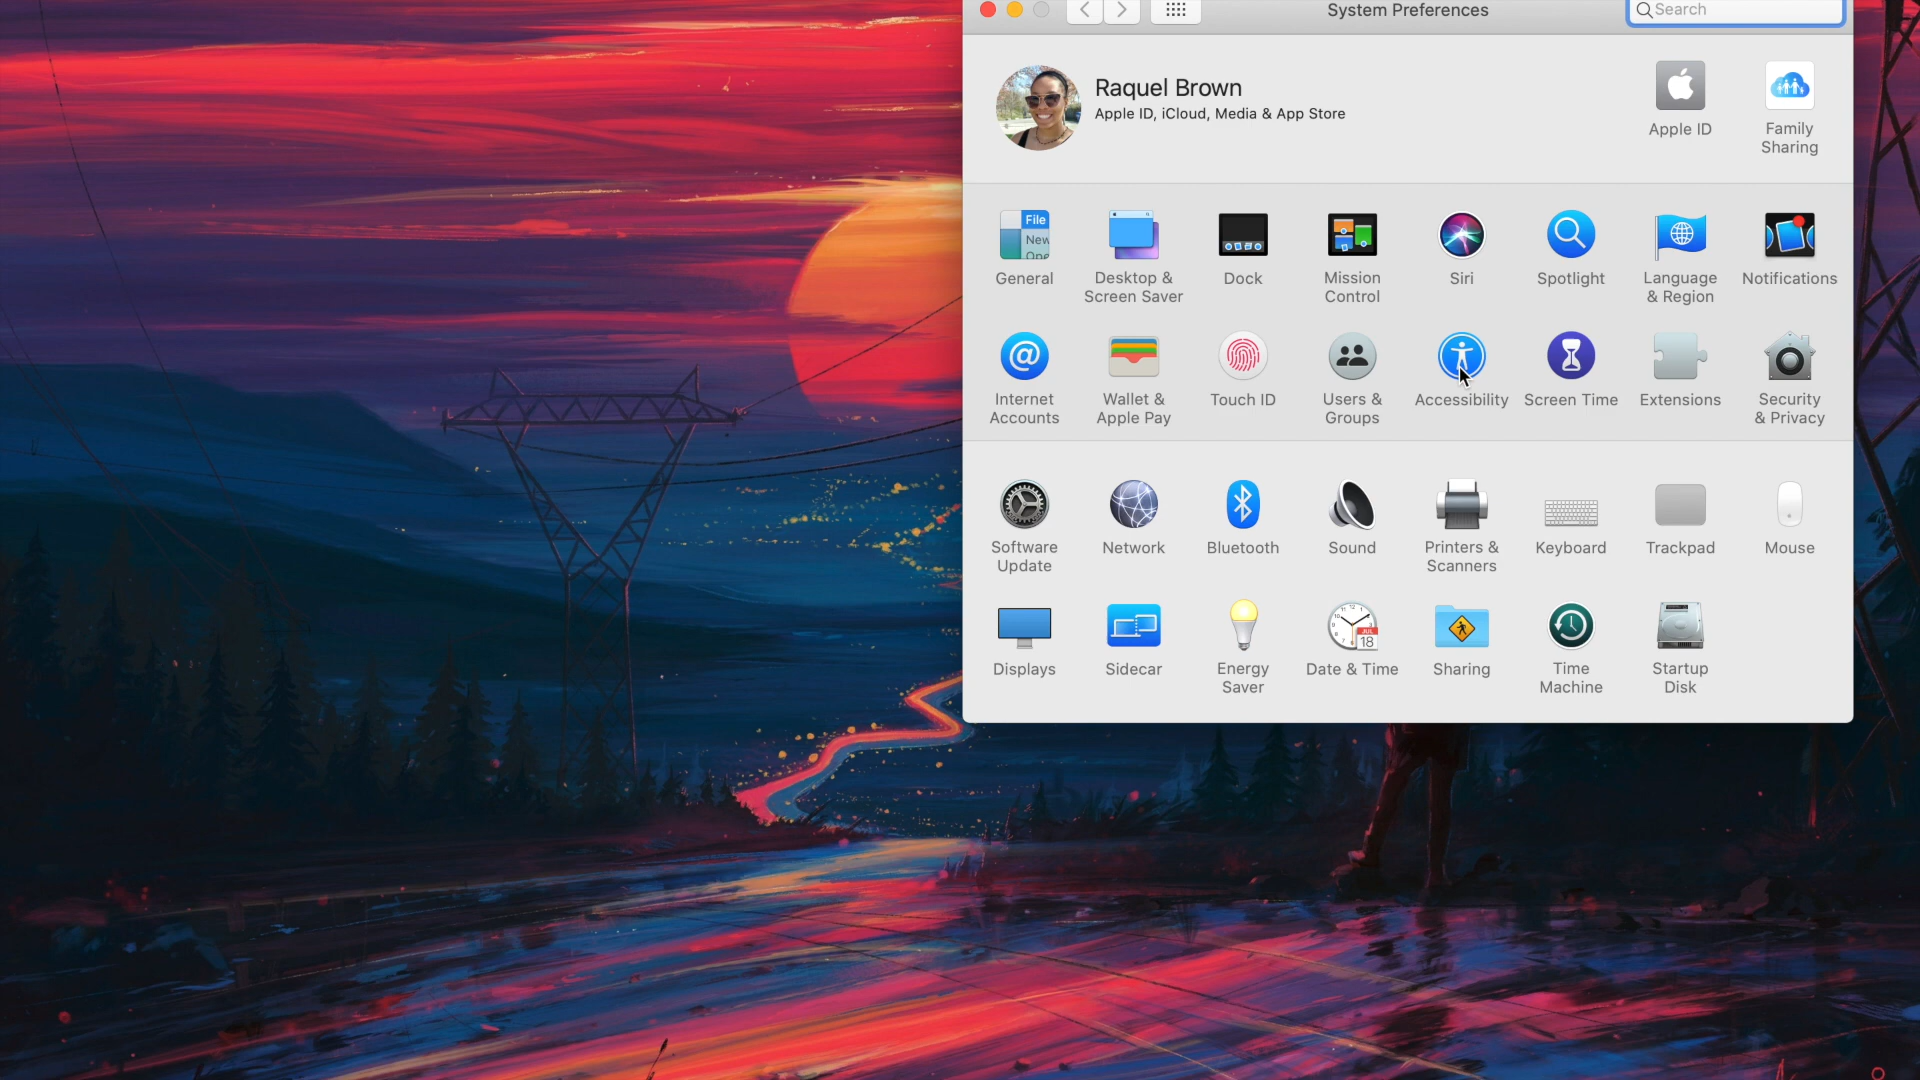 System Preferences
Search
Raquel Brown
Apple ID, iCloud, Media & App Store
Apple ID
Family
Sharing
File
New
Ope
General
Desktop &
Screen Saver
Dock
Mission
Control
Siri
Spotlight
Language
& Region
Notifications
@
Internet
Accounts
Wallet &
Apple Pay
Touch ID
Users &
Groups
Accessibility
Screen Time
Extensions
Security
& Privacy
Software
Update
Network
Bluetooth
Sound
Printers &
Scanners
Keyboard
Trackpad
Mouse
Displays
Sidecar
Energy
Saver
JUL
18
Date & Time
Sharing
Time
Machine
Startup
Disk